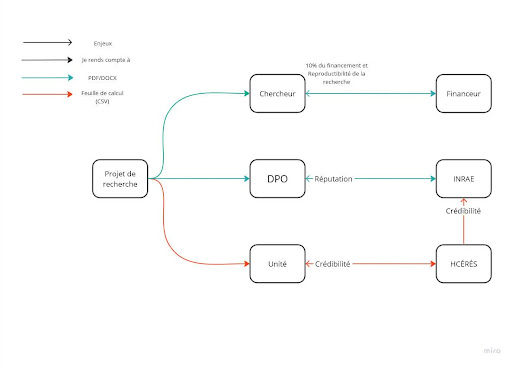 Enjeux
Je rends compte à
PDF/DOCX
Feuille de calcul
(CSV)
10% du financement et
Reproductibilité de la
recherche
Chercheur
Financeur
Projet de
recherche
DPO
Réputation
INRAE
Crédibilité
Unité
Crédibilité
HCÉRÈS
miro